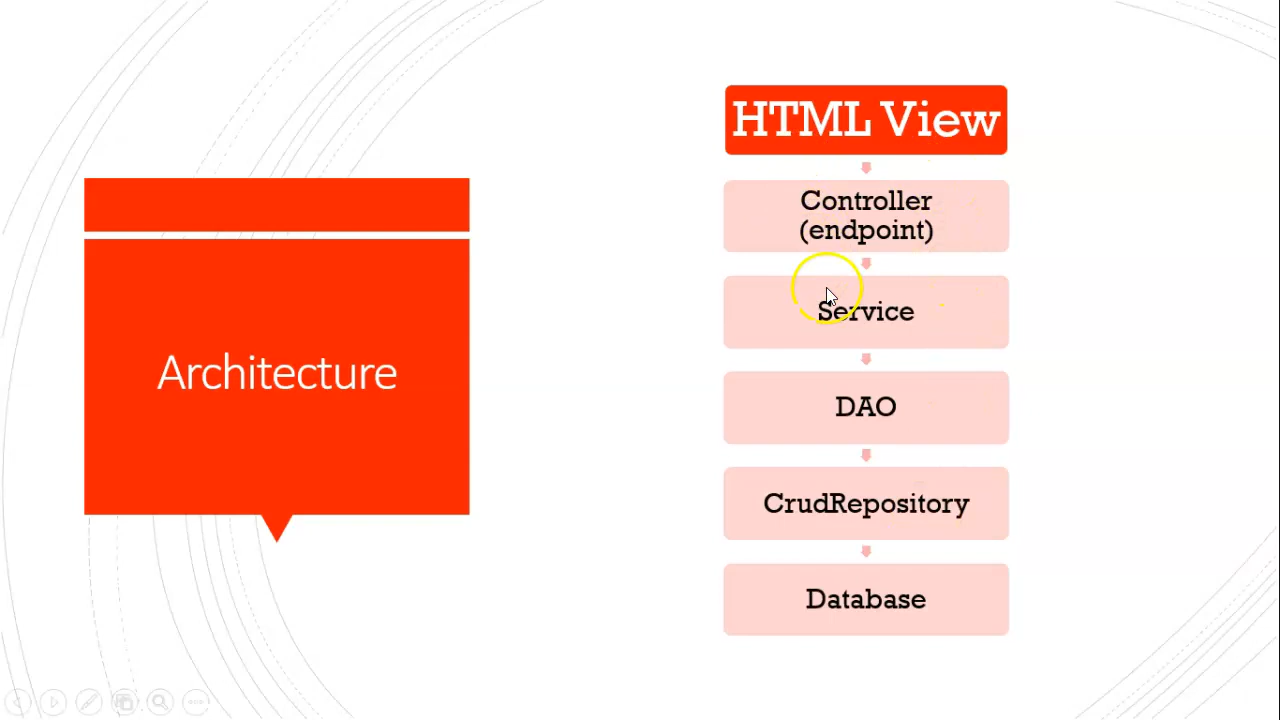 Architecture
HTML View
Controller
(endpoint)
Service
DAO
CrudRepository
Database